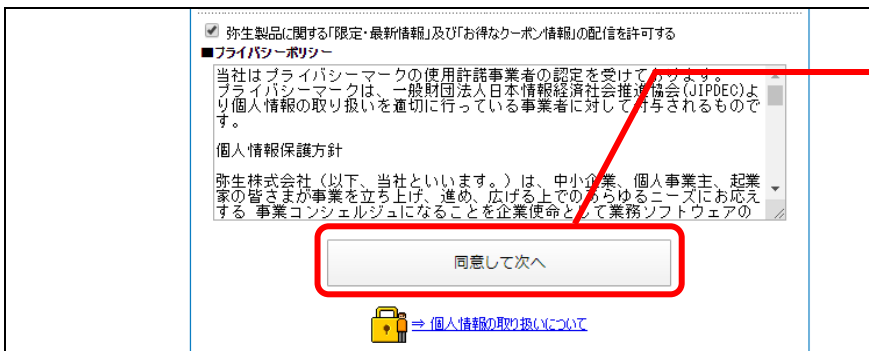 弥生製品に関する「限定・最新情報」及び「お得なクーポン情報」の配信を許可する
■プライバシーポリシー
当社はプライバシーマークの使用許諾事業者の認定を受けております。
プライバシーマークは、一般財団法人日本情報経済社会推進協会(JIPDEC)よ
り個人情報の取り扱いを適切に行っている事業者に対して付与されるもので
す。
個人情報保護方針
弥生株式会社（以下、当社といいます。）は、中小企業、個人事業主、起業
家の皆さまが事業を立ち上げ、進め、広げる上でのあらゆるニーズにお応え
する 事業コンシェルジュになることを企業使命として業務ソフトウェアの
同意して次へ
⇒ 個人情報の取り扱いについて